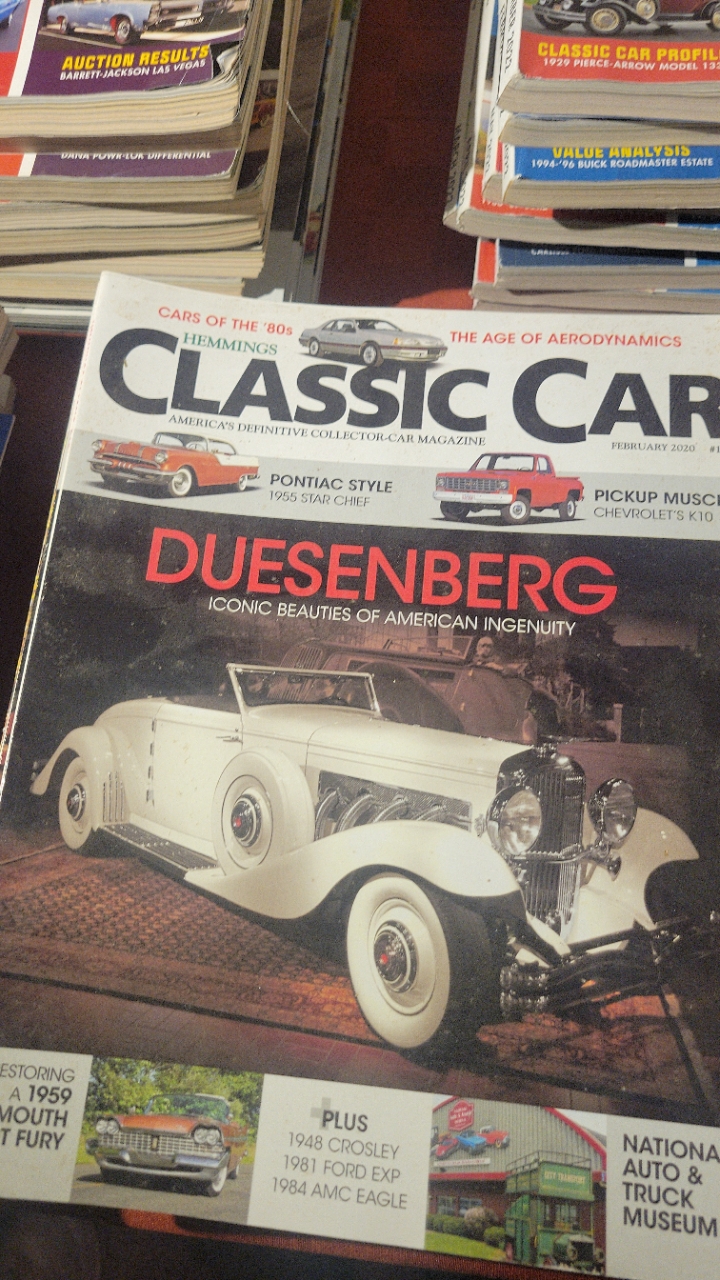 AUCTION RESULTS
BARRETT-JACKSON LAS VEGAS
DANA POWR-LOK DIFFERENTIAL
CLASSIC CAR PROFIL
1929 PIERCE-ARROW MODEL 133
VALUE ANALYSIS
1994-'96 BUICK ROADMASTER ESTATE
CARS OF THE '80s
THE AGE OF AERODYNAMICS
HEMMINGS
CLASSIC CAR
AMERICA'S DEFINITIVE COLLECTOR-CAR MAGAZINE
FEBRUARY 2020 #1
PONTIAC STYLE
1955 STAR CHIEF
PICKUP MUSC
CHEVROLET'S K10
DUESENBERG
ICONIC BEAUTIES OF AMERICAN INGENUITY
ESTORING
A 1959
MOUTH
T FURY
PLUS
1948 CROSLEY
1981 FORD EXP
1984 AMC EAGLE
NATIONA
AUTO &
TRUCK
MUSEUM